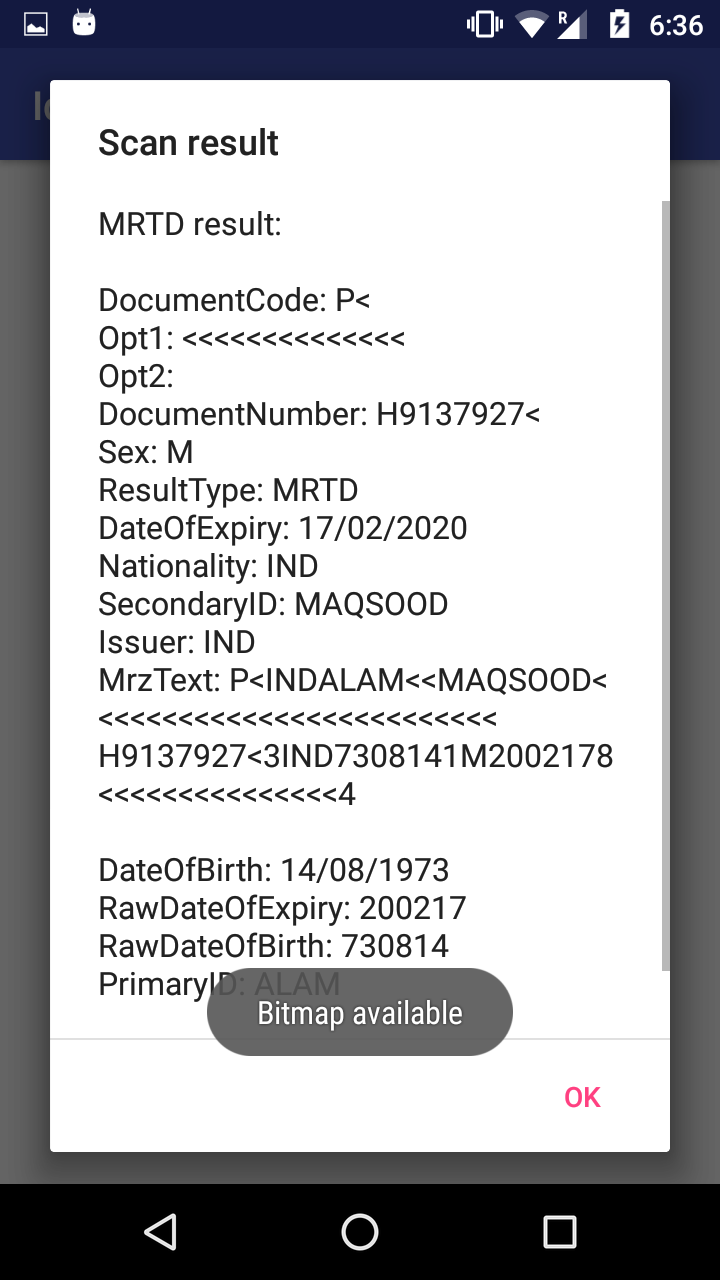 R
6:36
Scan result
MRTD result:
DocumentCode: P<
Opt1: <<<<<<<<<<<<<<
Opt2:
DocumentNumber: H9137927<
Sex: M
ResultType: MRTD
DateOfExpiry: 17/02/2020
Nationality: IND
SecondaryID: MAQSOOD
Issuer: IND
MrzText: P<INDALAM<<MAQSOOD<
<<<<<<<<<<<<<<<<<<<<<<<<<
H9137927<3IND7308141M2002178
<<<<<<<<<<<<<<<4
DateOfBirth: 14/08/1973
RawDateOfExpiry: 200217
RawDateOfBirth: 730814
PrimaryID: ALAM
Bitmap available
OK